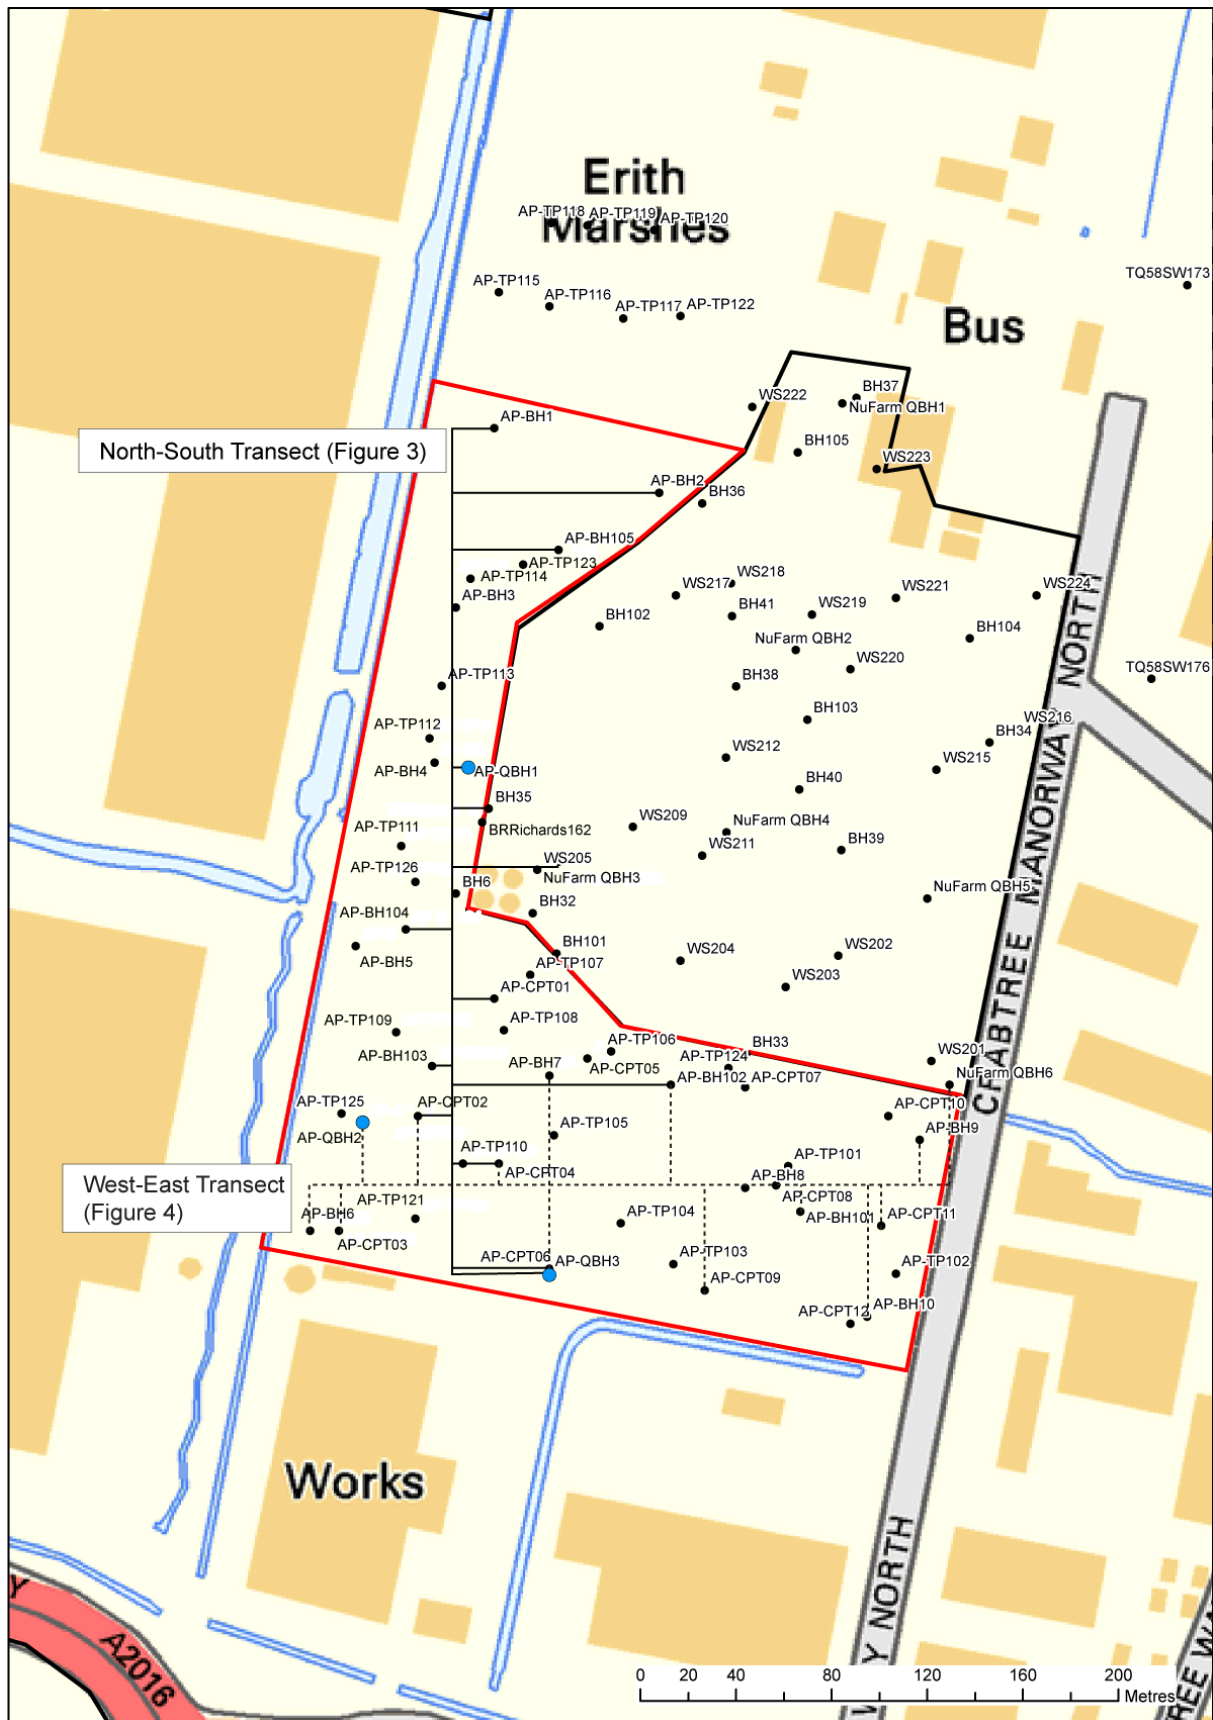 Erith
Marshes
AP-TP118
AP-TP119
AP-TP120
TQ58SW173
AP-TP115
AP-TP116
AP-TP117
AP-TP122
Bus
BH37
WS222
NuFarm QBH1
AP-BH1
North-South Transect (Figure 3)
BH105
WS223
AP-BH2
BH36
AP-BH105
AP-TP123
AP-TP114
AP-BH3
WS218
WS217
WS221
WS224
BH41
WS219
BH102
BH104
NuFarm QBH2
WS220
TQ58SW176
AP-TP113
BH38
BH103
WS216
AP-TP112
BH34
WS212
WS215
AP-BH4
AP-QBH1
BH40
BH35
BRRichards162
WS209
NuFarm QBH4
AP-TP111
WS211
BH39
WS205
AP-TP126
NuFarm QBH3
BH6
NuFarm QBH5
AP-BH104
BH32
BH101
AP-BH5
AP-TP107
WS204
WS202
WS203
AP-CPT01
AP-TP109
AP-TP108
AP-TP106
BH33
AP-BH103
AP-BH7
AP-CPT05
AP-TP124
WS201
AP-BH102
AP-CPT07
NuFarm QBH6
AP-TP125
AP-CPT02
AP-CPT10
AP-QBH2
AP-TP105
AP-BH9
AP-TP110
AP-CPT04
AP-TP101
West-East Transect
(Figure 4)
AP-BH8
AP-TP121
AP-CPT08
AP-BH6
AP-TP104
AP-BH101
AP-CPT11
AP-CPT03
AP-CPT06
AP-QBH3
AP-TP103
AP-TP102
AP-CPT09
AP-CPT12
AP-BH10
CRABTREE MANORWAY NORTH
Works
Y NORTH
Y
A2016
REE WA
0 20 40 80 120 160 200
Metres